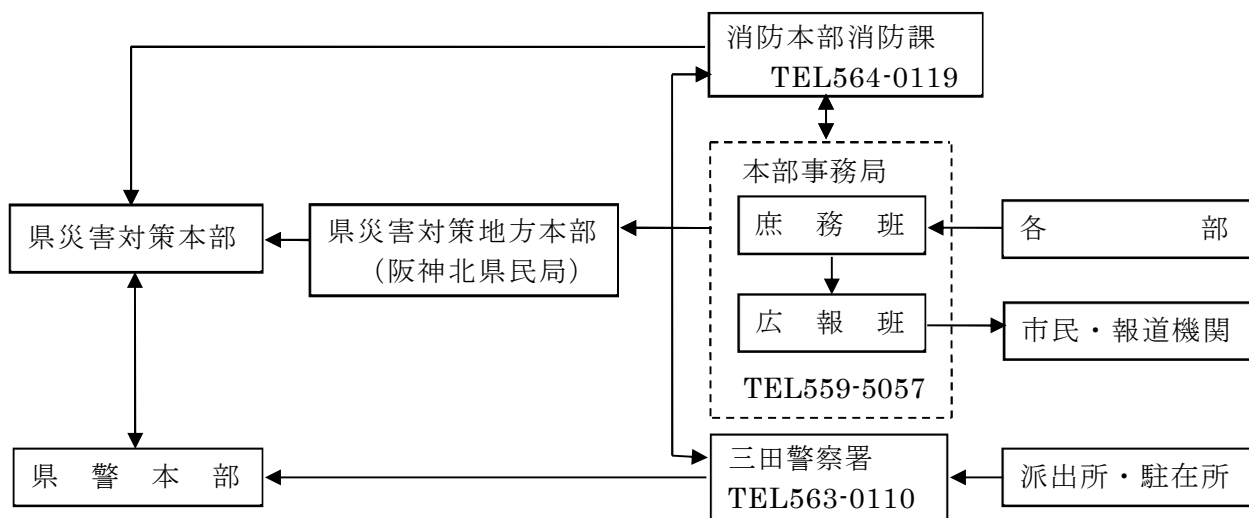 消防本部消防課
TEL564-0119
本部事務局
庶務班
各部
県災害対策本部
県災害対策地方本部
（阪神北県民局）
広報班
市民・報道機関
TEL559-5057
三田警察署
TEL563-0110
県警本部
派出所・駐在所